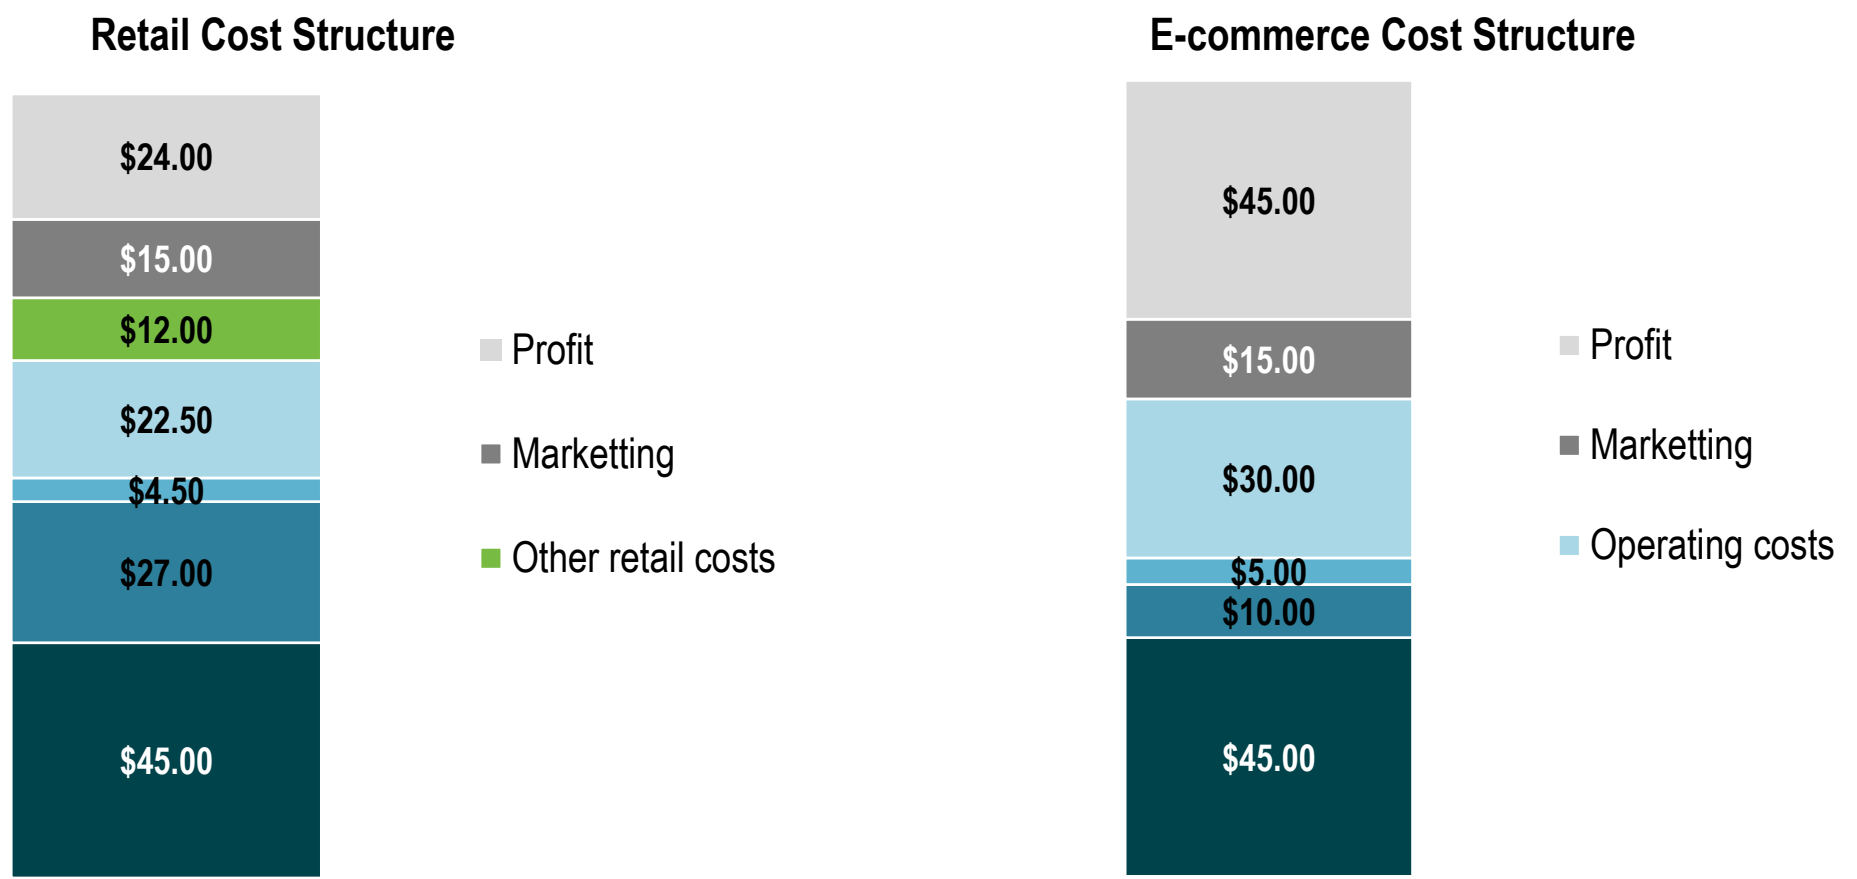 Retail Cost Structure
$24.00
$15.00
$12.00
$22.50
$4.50
$27.00
$45.00
Profit
Marketting
Other retail costs
E-commerce Cost Structure
$45.00
$15.00
$30.00
$5.00
$10.00
$45.00
Profit
Marketting
Operating costs